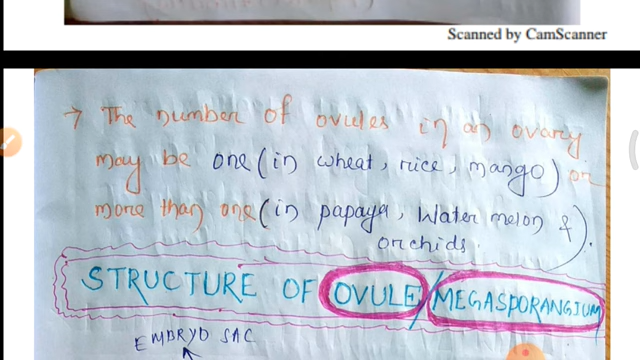 Scanned by CamScanner
→ The number of ovules in an ovary
may be one (in wheat, rice, mango) or
more than one (in papaya, Water melon &
orchids).
STRUCTURE OF OVULE/MEGASPORANGIUM
EMBRYO SAC